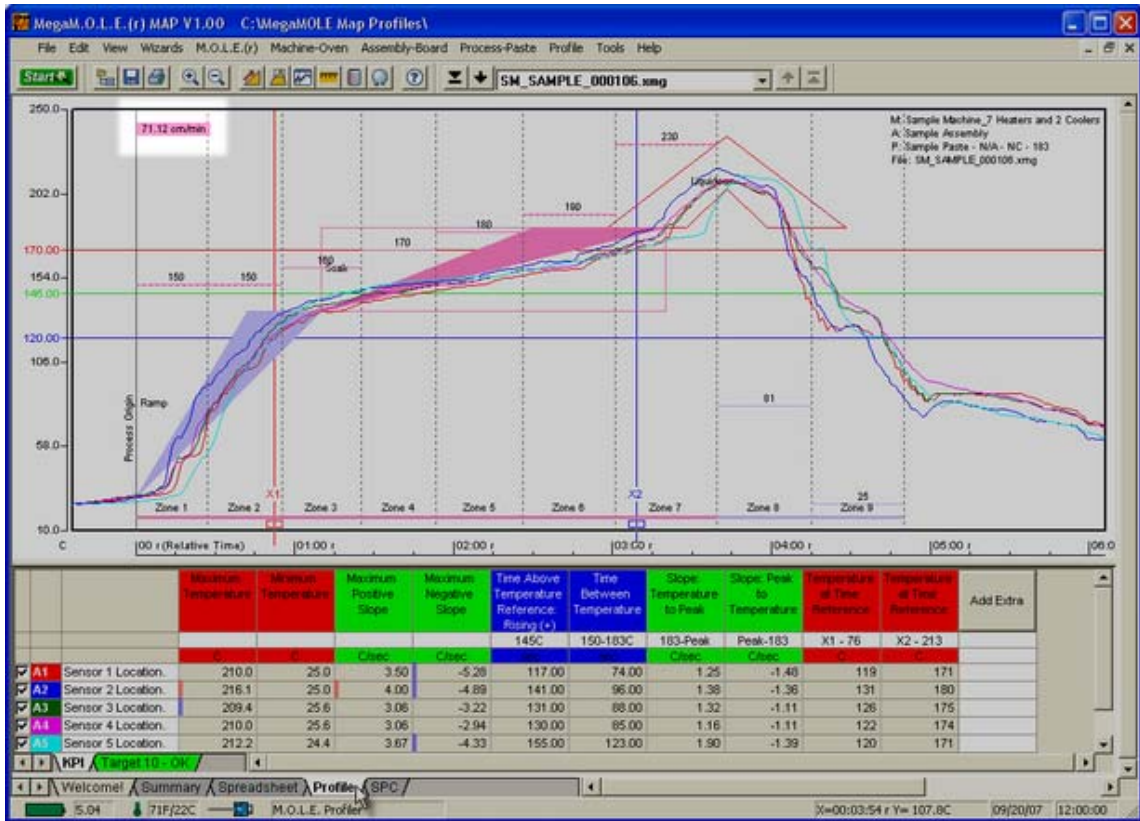 MegaM.O.L.E.(r) MAP V1.00 C:\MegaMOLE Map Profiles\
File Edit View Wizards M.O.L.E.(r) Machine-Oven Assembly-Board Process-Paste Profile Tools Help
Start SM_SAMPLE_000106.xmg
250.0
71.12 cm/min
M: Sample Machine_7 Heaters and 2 Coolers
A: Sample Assembly
P: Sample Paste - N/A - NC - 183
File: SM_SAMPLE_000106.xmg
230
202.0
Liquidus
190
180
170
170.00
160
Soak
154.0
150 150
145.00
120.00
106.0
Ramp
81
Process Origin
58.0
X1 X2
25
Zone 1 Zone 2 Zone 3 Zone 4 Zone 5 Zone 6 Zone 7 Zone 8 Zone 9
10.0
C 00 r (Relative Time) 01:00 r 02:00 r 03:00 r 04:00 r 05:00 r 06:0
Maximum Temperature Minimum Temperature Maximum Positive Slope Maximum Negative Slope Time Above Temperature Reference: Rising (+) Time Between Temperature Slope: Temperature to Peak Slope: Peak to Temperature Temperature at Time Reference Temperature at Time Reference Add Extra
145C 150-183C 183-Peak Peak-183 X1 - 76 X2 - 213
C C C/sec C/sec C/sec C/sec C C
A1 Sensor 1 Location. 210.0 25.0 3.50 -5.28 117.00 74.00 1.25 -1.48 119 171
A2 Sensor 2 Location. 216.1 25.0 4.00 -4.89 141.00 96.00 1.38 -1.36 131 180
A3 Sensor 3 Location. 209.4 25.6 3.06 -3.22 131.00 88.00 1.32 -1.11 126 175
A4 Sensor 4 Location. 210.0 25.6 3.06 -2.94 130.00 85.00 1.16 -1.11 122 174
A5 Sensor 5 Location. 212.2 24.4 3.67 -4.33 155.00 123.00 1.90 -1.39 120 171
KPI Target 10 - OK
Welcome! Summary Spreadsheet Profile SPC
5.04 71F/22C M.O.L.E. Profiler X=00:03:54 r Y= 107.8C 09/20/07 12:00:00